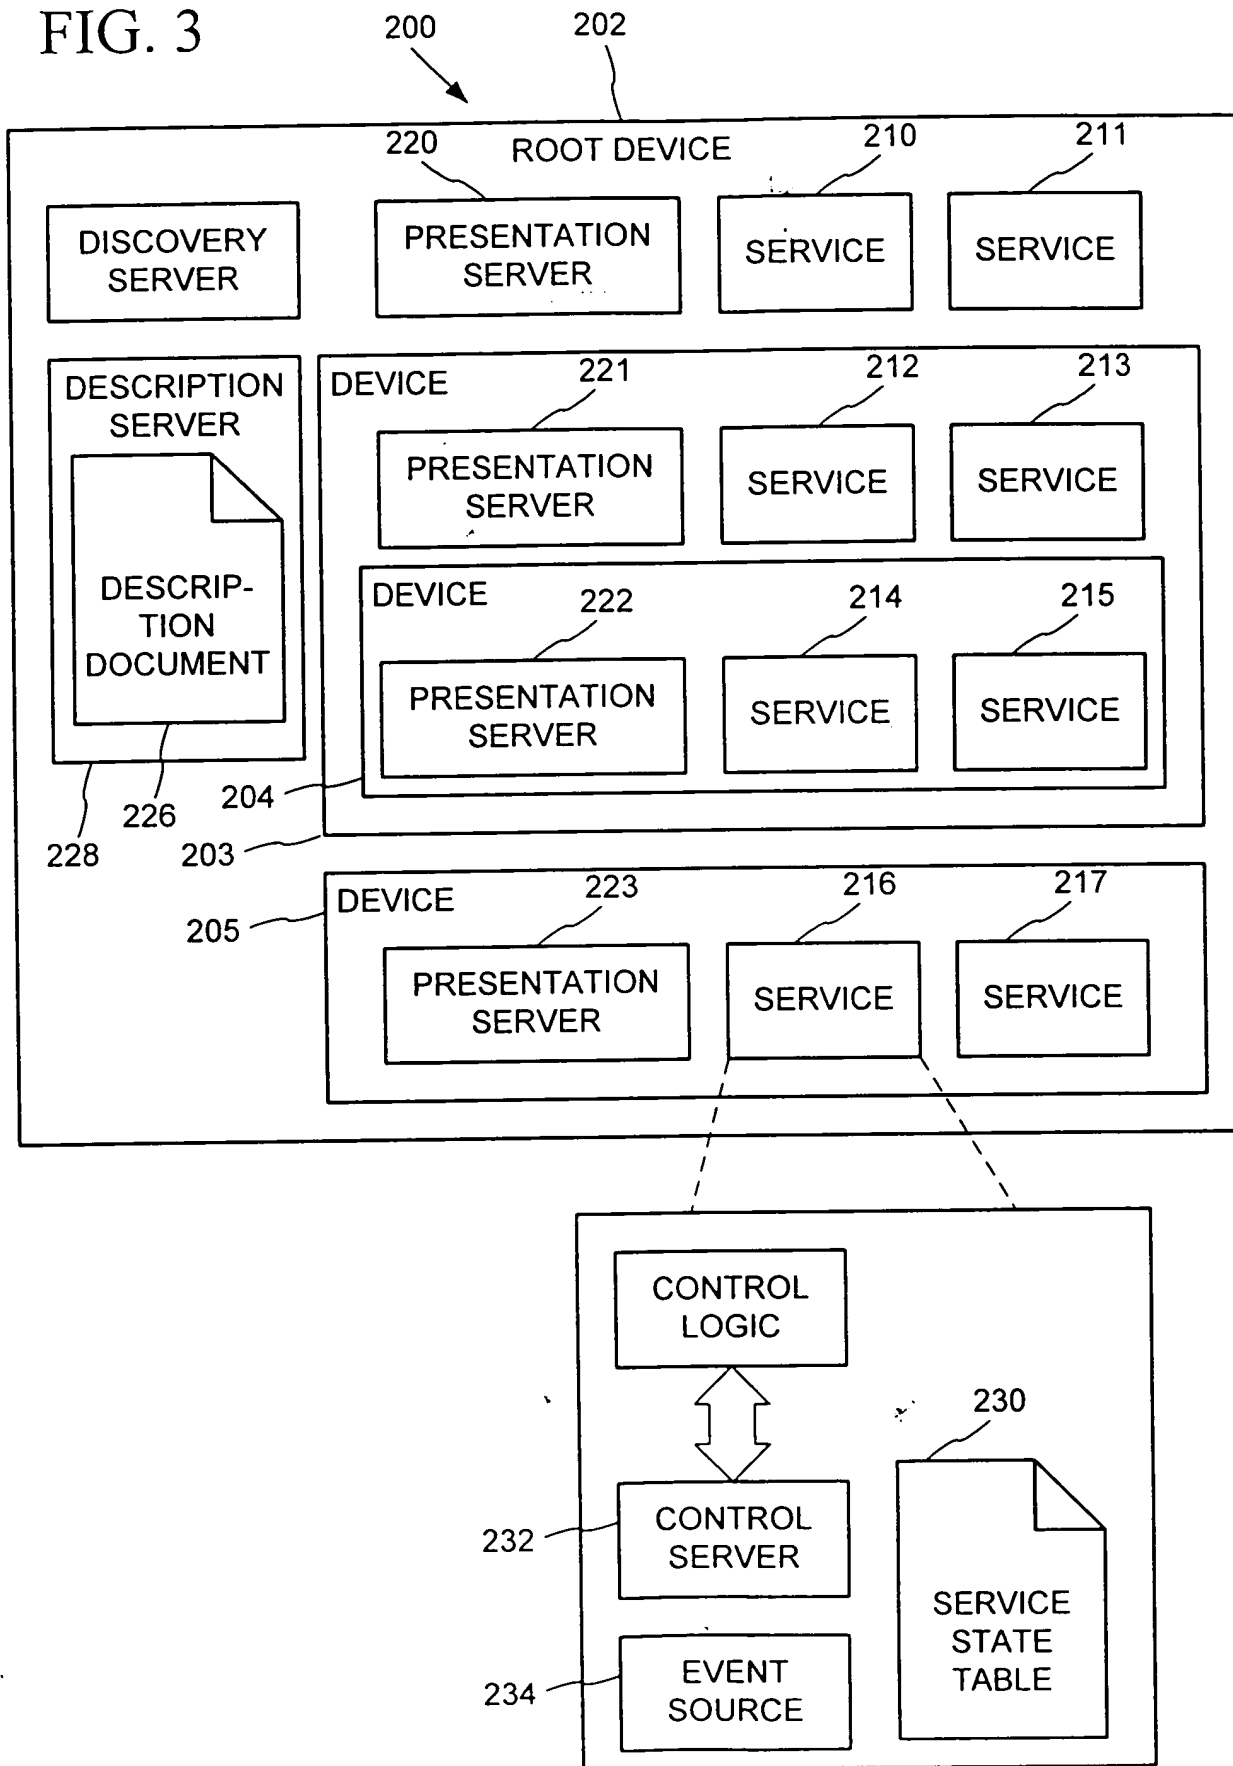 FIG. 3
200
202
ROOT DEVICE
220
210
211
DISCOVERY
SERVER
PRESENTATION
SERVER
SERVICE
SERVICE
DESCRIPTION
SERVER
DESCRIP-
TION
DOCUMENT
226
228
DEVICE
221
212
213
PRESENTATION
SERVER
SERVICE
SERVICE
DEVICE
222
214
215
PRESENTATION
SERVER
SERVICE
SERVICE
204
203
DEVICE
223
216
217
205
PRESENTATION
SERVER
SERVICE
SERVICE
CONTROL
LOGIC
230
232
CONTROL
SERVER
SERVICE
STATE
TABLE
234
EVENT
SOURCE